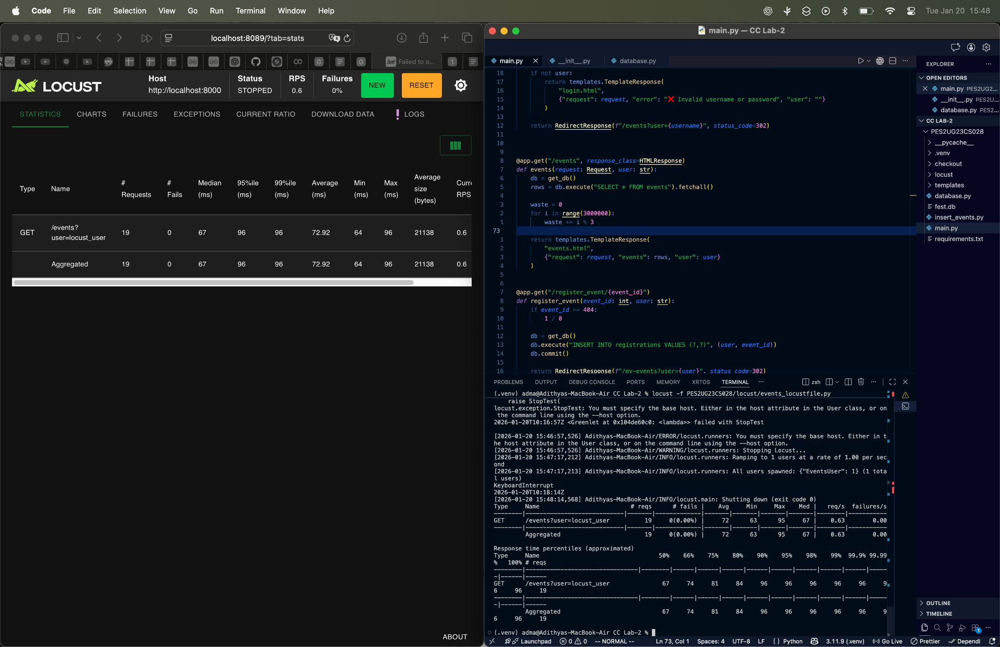 Code File Edit Selection View Go Run Terminal Window Help
Tue Jan 20 15:48
localhost:8089/?tab=stats
Failed to o...
1
LOCUST
Host
http://localhost:8000
Status
STOPPED
RPS
0.6
Failures
0%
NEW
RESET
STATISTICS CHARTS FAILURES EXCEPTIONS CURRENT RATIO DOWNLOAD DATA LOGS
Type Name # Requests # Fails Median (ms) 95%ile (ms) 99%ile (ms) Average (ms) Min (ms) Max (ms) Average size (bytes) Curre RPS
GET /events?user=locust_user 19 0 67 96 96 72.92 64 96 21138 0.6
Aggregated 19 0 67 96 96 72.92 64 96 21138 0.6
ABOUT
main.py — CC Lab-2
main.py __init__.py database.py
18 if not user:
17 return templates.TemplateResponse(
16 "login.html",
15 {"request": request, "error": "❌ Invalid username or password", "user": ""}
14 )
13
12 return RedirectResponse(f"/events?user={username}", status_code=302)
11
10
9
8 @app.get("/events", response_class=HTMLResponse)
7 def events(request: Request, user: str):
6 db = get_db()
5 rows = db.execute("SELECT * FROM events").fetchall()
4
3 waste = 0
2 for i in range(3000000):
1 waste += i % 3
73
1 return templates.TemplateResponse(
2 "events.html",
3 {"request": request, "events": rows, "user": user}
4 )
5
6
7 @app.get("/register_event/{event_id}")
8 def register_event(event_id: int, user: str):
9 if event_id == 404:
10 1 / 0
11
12 db = get_db()
13 db.execute("INSERT INTO registrations VALUES (?,?)", (user, event_id))
14 db.commit()
15
16 return RedirectResponse(f"/my-events?user={user}", status_code=302)
PROBLEMS OUTPUT DEBUG CONSOLE PORTS MEMORY XRTOS TERMINAL ··· zsh
(.venv) adma@Adithyas-MacBook-Air CC Lab-2 % locust -f PES2UG23CS028/locust/events_locustfile.py
raise StopTest(
locust.exception.StopTest: You must specify the base host. Either in the host attribute in the User class, or on
the command line using the --host option.
2026-01-20T10:16:57Z <Greenlet at 0x104de60c0: <lambda>> failed with StopTest
[2026-01-20 15:46:57,526] Adithyas-MacBook-Air/ERROR/locust.runners: You must specify the base host. Either in t
he host attribute in the User class, or on the command line using the --host option.
[2026-01-20 15:46:57,526] Adithyas-MacBook-Air/WARNING/locust.runners: Stopping Locust...
[2026-01-20 15:47:17,212] Adithyas-MacBook-Air/INFO/locust.runners: Ramping to 1 users at a rate of 1.00 per sec
ond
[2026-01-20 15:47:17,213] Adithyas-MacBook-Air/INFO/locust.runners: All users spawned: {"EventsUser": 1} (1 tota
l users)
KeyboardInterrupt
2026-01-20T10:18:14Z
[2026-01-20 15:48:14,568] Adithyas-MacBook-Air/INFO/locust.main: Shutting down (exit code 0)
Type Name # reqs # fails | Avg Min Max Med | req/s failures/s
--------|----------------------------|-------|-------------|-------|-------|-------|-------|--------|-----------
GET /events?user=locust_user 19 0(0.00%) | 72 63 95 67 | 0.63 0.00
--------|----------------------------|-------|-------------|-------|-------|-------|-------|--------|-----------
Aggregated 19 0(0.00%) | 72 63 95 67 | 0.63 0.00
Response time percentiles (approximated)
Type Name 50% 66% 75% 80% 90% 95% 98% 99% 99.9% 99.99
% 100% # reqs
--------|--------------------------------|--------|------|------|------|------|------|------|------|------|-----
-|------|------
GET /events?user=locust_user 67 74 81 84 96 96 96 96 96 9
6 96 19
--------|--------------------------------|--------|------|------|------|------|------|------|------|------|-----
-|------|------
Aggregated 67 74 81 84 96 96 96 96 96 9
6 96 19
(.venv) adma@Adithyas-MacBook-Air CC Lab-2 %
EXPLORER
OPEN EDITORS
main.py PES2UG2...
__init__.py PES2U...
database.py PES2...
CC LAB-2
PES2UG23CS028
__pycache__
.venv
checkout
locust
templates
database.py
fest.db
insert_events.py
main.py
requirements.txt
OUTLINE
TIMELINE
1
Launchpad 0 0 -- NORMAL -- Ln 73, Col 1 Spaces: 4 UTF-8 LF { } Python 3.11.9 (.venv) Go Live Prettier Dependi